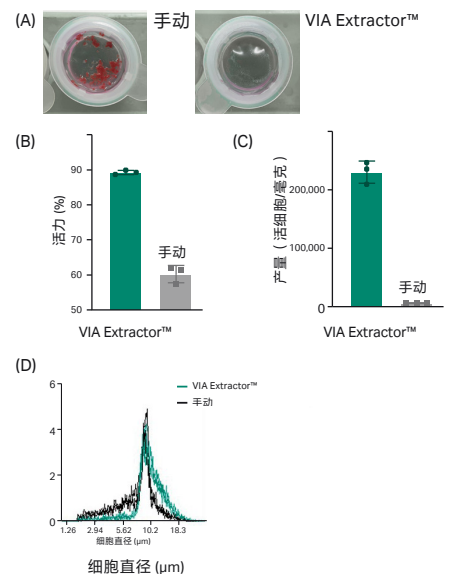 (A)
手动
VIA Extractor™
(B)
活力 (%)
90
80
70
60
50
手动
VIA Extractor™
(C)
产量 ( 活细胞/毫克 )
200,000
100,000
0
手动
VIA Extractor™
(D)
6
4
2
0
VIA Extractor™
手动
1.26 2.94 5.62 10.2 18.3
细胞直径 (μm)
细胞直径 (μm)